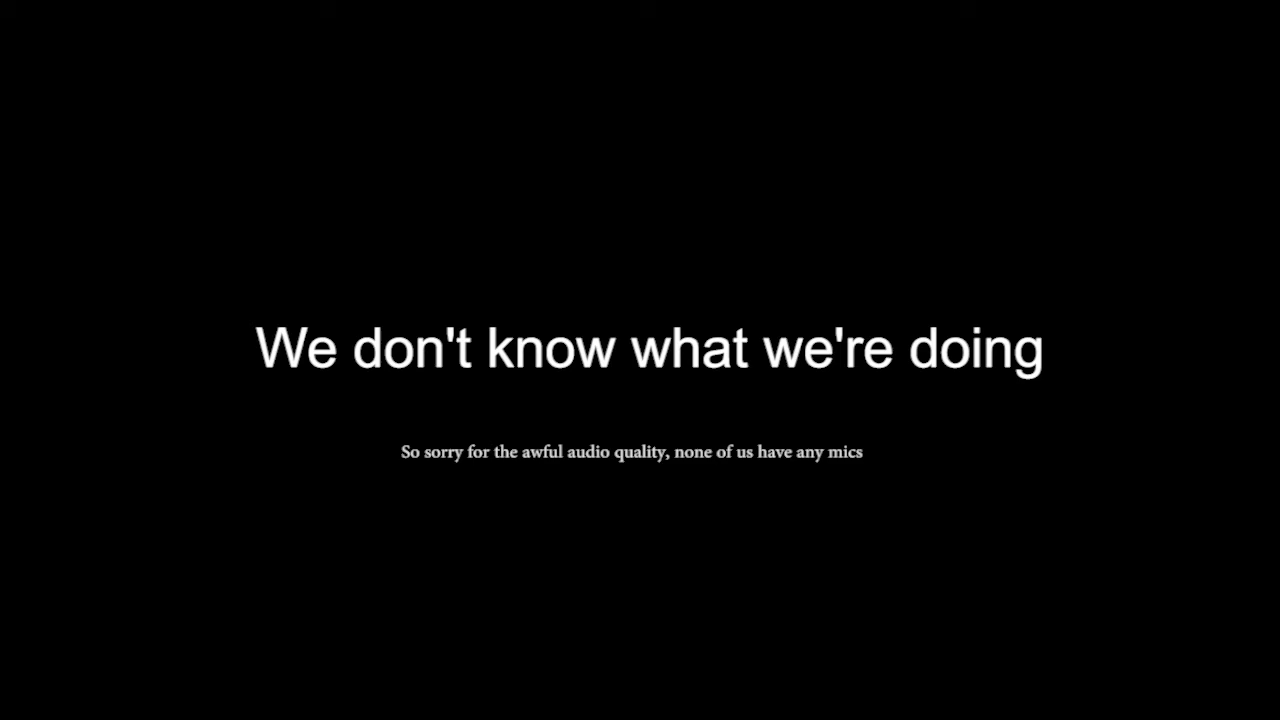 We don't know what we're doing
So sorry for the awful audio quality, none of us have any mics